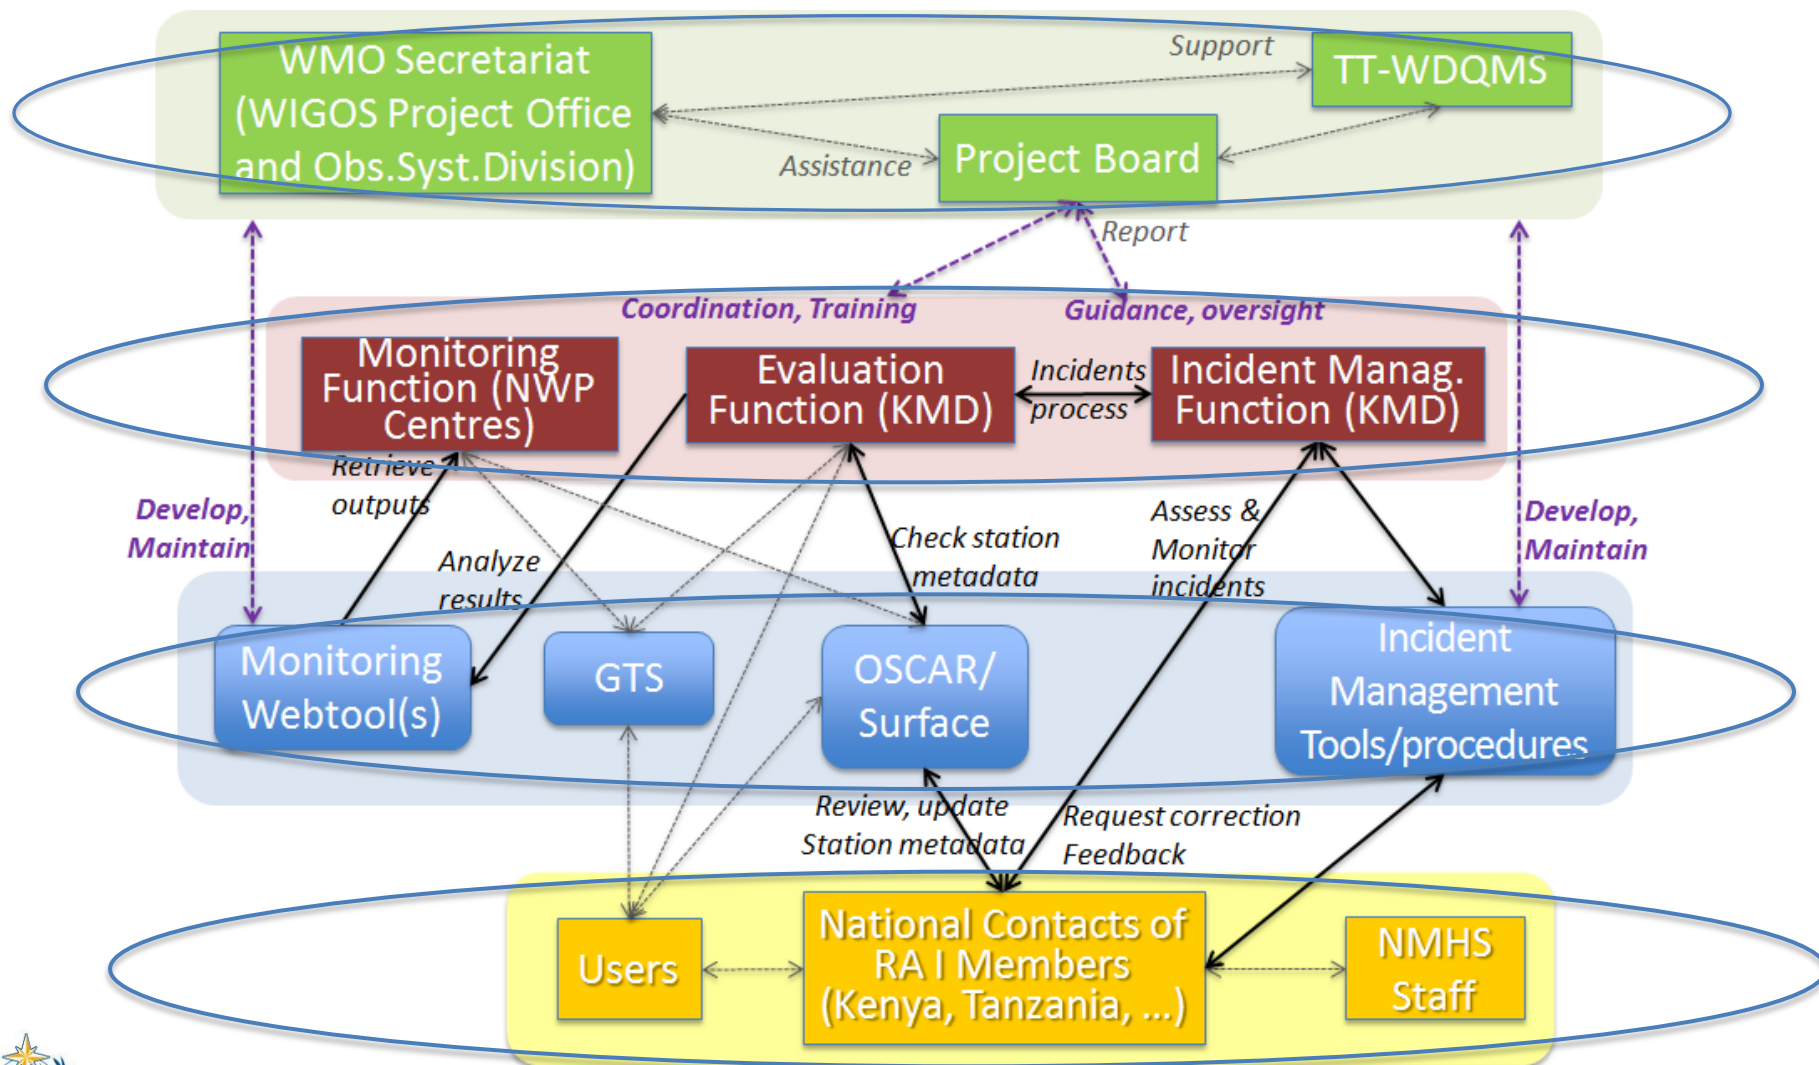 WMO Secretariat
(WIGOS Project Office
and Obs.Syst.Division)
Support
TT-WDQMS
Assistance
Project Board
Report
Coordination, Training
Guidance, oversight
Monitoring
Function (NWP
Centres)
Evaluation
Function (KMD)
Incidents
process
Incident Manag.
Function (KMD)
Retrieve
outputs
Develop,
Maintain
Analyze
results
Check station
metadata
Assess &
Monitor
incidents
Develop,
Maintain
Monitoring
Webtool(s)
GTS
OSCAR/
Surface
Incident
Management
Tools/procedures
Review, update
Station metadata
Request correction
Feedback
Users
National Contacts of
RA I Members
(Kenya, Tanzania, ...)
NMHS
Staff